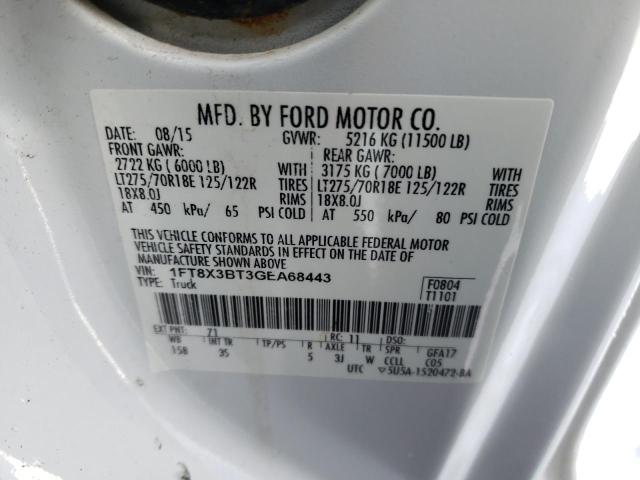 MFD. BY FORD MOTOR CO.
DATE: 08/15 GVWR: 5216 KG (11500 LB)
FRONT GAWR: REAR GAWR:
2722 KG ( 6000 LB) WITH 3175 KG ( 7000 LB) WITH
LT275/70R18E 125/122R TIRES LT275/70R18E 125/122R TIRES
18X8.0J RIMS 18X8.0J RIMS
AT 450 kPa/ 65 PSI COLD AT 550 kPa/ 80 PSI COLD
THIS VEHICLE CONFORMS TO ALL APPLICABLE FEDERAL MOTOR
VEHICLE SAFETY STANDARDS IN EFFECT ON THE DATE OF
MANUFACTURE SHOWN ABOVE.
VIN: 1FT8X3BT3GEA68443 F0804
TYPE: Truck T1101
EXT PNT: Z1 RC: 11 DSO:
WB INT TR TP/PS R AXLE TR SPR GFA17
158 35 5 3J W CCLL C05
UTC ▽5U5A-1520472-BA